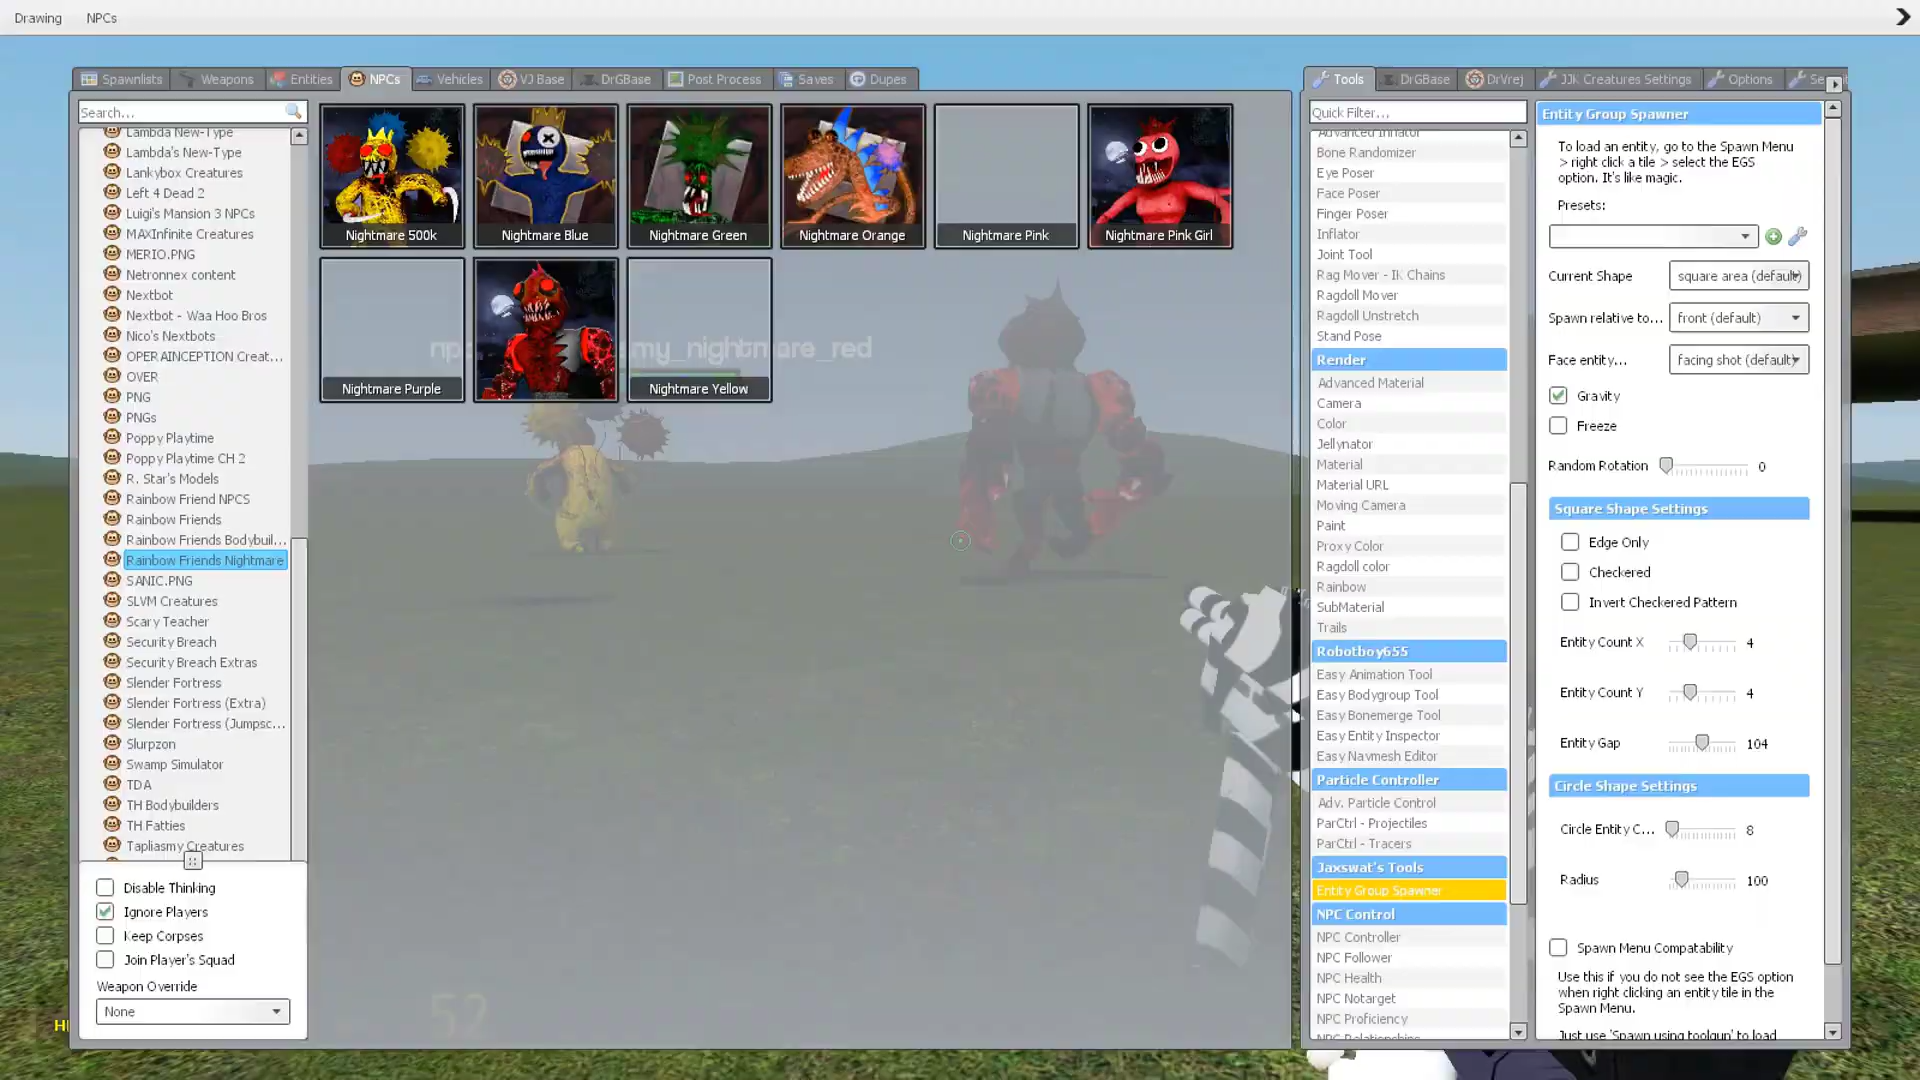 Drawing NPCs
Spawnlists Weapons Entities NPCs Vehicles VJ Base DrGBase Post Process Saves Dupes
Search...
Lambda New-Type
Lambda's New-Type
Lankybox Creatures
Left 4 Dead 2
Luigi's Mansion 3 NPCs
MAXInfinite Creatures
MERIO.PNG
Netronnex content
Nextbot
Nextbot - Waa Hoo Bros
Nico's Nextbots
OPERAINCEPTION Creat...
OVER
PNG
PNGs
Poppy Playtime
Poppy Playtime CH 2
R. Star's Models
Rainbow Friend NPCS
Rainbow Friends
Rainbow Friends Bodybuil...
Rainbow Friends Nightmare
SANIC.PNG
SLVM Creatures
Scary Teacher
Security Breach
Security Breach Extras
Slender Fortress
Slender Fortress (Extra)
Slender Fortress (Jumpsc...
Slurpzon
Swamp Simulator
TDA
TH Bodybuilders
TH Fatties
Tapliasmy Creatures
Disable Thinking
Ignore Players
Keep Corpses
Join Player's Squad
Weapon Override
None
Nightmare 500k
Nightmare Blue
Nightmare Green
Nightmare Orange
Nightmare Pink
Nightmare Pink Girl
Nightmare Purple
Nightmare Yellow
my_nightmare_red
52
Tools DrGBase DrVrej JJK Creatures Settings Options
Quick Filter...
Advanced Inflator
Bone Randomizer
Eye Poser
Face Poser
Finger Poser
Inflator
Joint Tool
Rag Mover - IK Chains
Ragdoll Mover
Ragdoll Unstretch
Stand Pose
Render
Advanced Material
Camera
Color
Jellynator
Material
Material URL
Moving Camera
Paint
Proxy Color
Ragdoll color
Rainbow
SubMaterial
Trails
Robotboy655
Easy Animation Tool
Easy Bodygroup Tool
Easy Bonemerge Tool
Easy Entity Inspector
Easy Navmesh Editor
Particle Controller
Adv. Particle Control
ParCtrl - Projectiles
ParCtrl - Tracers
Jaxswat's Tools
Entity Group Spawner
NPC Control
NPC Controller
NPC Follower
NPC Health
NPC Notarget
NPC Proficiency
Entity Group Spawner
To load an entity, go to the Spawn Menu
> right click a tile > select the EGS
option. It's like magic.
Presets:
Current Shape square area (default)
Spawn relative to... front (default)
Face entity... facing shot (default)
Gravity
Freeze
Random Rotation 0
Square Shape Settings
Edge Only
Checkered
Invert Checkered Pattern
Entity Count X 4
Entity Count Y 4
Entity Gap 104
Circle Shape Settings
Circle Entity C... 8
Radius 100
Spawn Menu Compatability
Use this if you do not see the EGS option
when right clicking an entity tile in the
Spawn Menu.
Just use 'Spawn using toolgun' to load